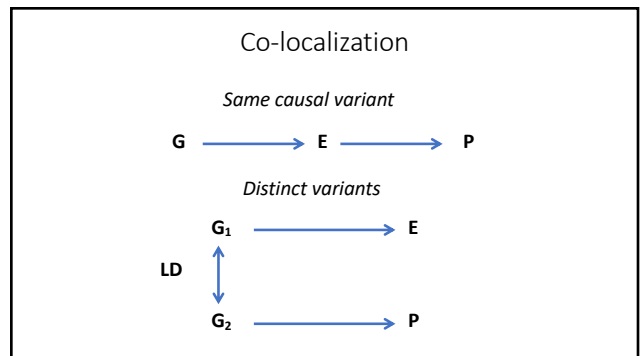 Co-localization
Same causal variant
G E P
Distinct variants
G₁ E
LD
G₂ P